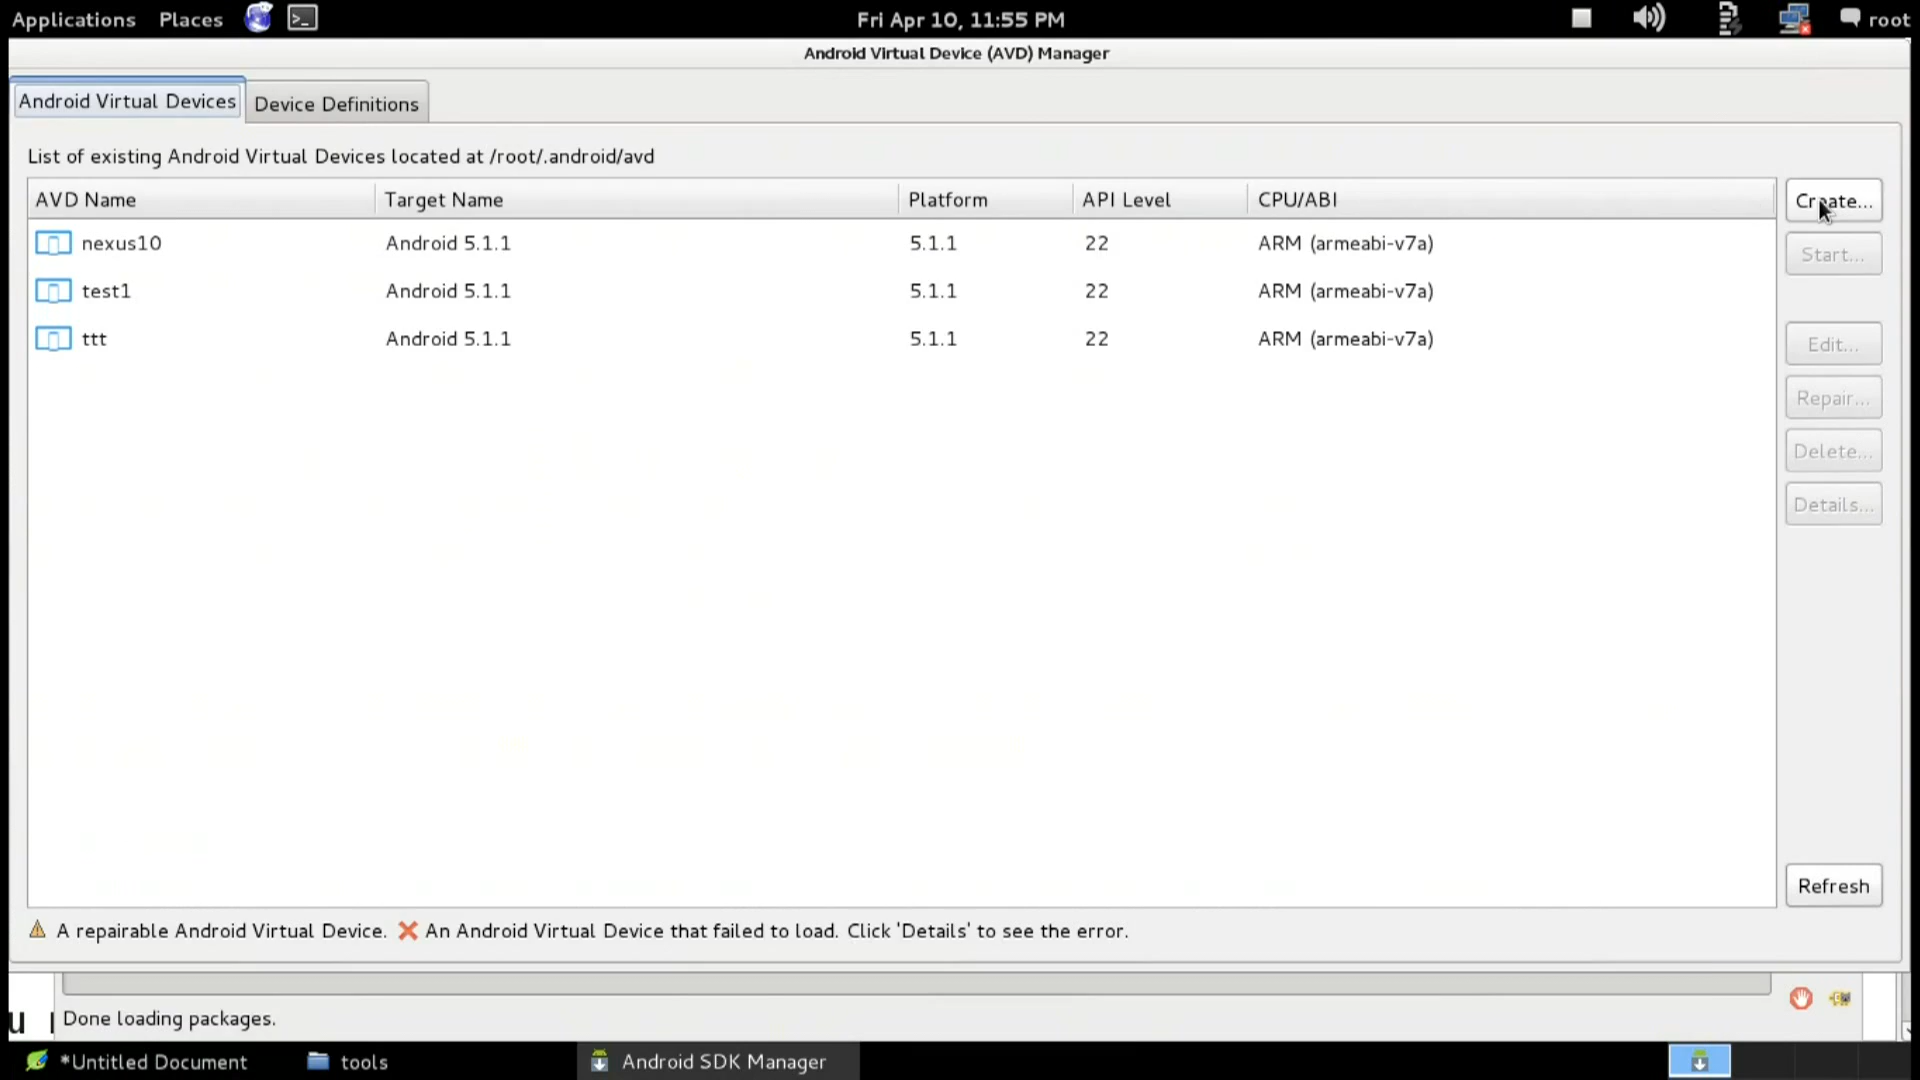 Applications Places Fri Apr 10, 11:55 PM root
Android Virtual Device (AVD) Manager
Android Virtual Devices Device Definitions
List of existing Android Virtual Devices located at /root/.android/avd
AVD Name Target Name Platform API Level CPU/ABI Create...
nexus10 Android 5.1.1 5.1.1 22 ARM (armeabi-v7a)
Start...
test1 Android 5.1.1 5.1.1 22 ARM (armeabi-v7a)
ttt Android 5.1.1 5.1.1 22 ARM (armeabi-v7a)
Edit...
Repair...
Delete...
Details...
Refresh
A repairable Android Virtual Device. An Android Virtual Device that failed to load. Click 'Details' to see the error.
u Done loading packages.
*Untitled Document tools Android SDK Manager